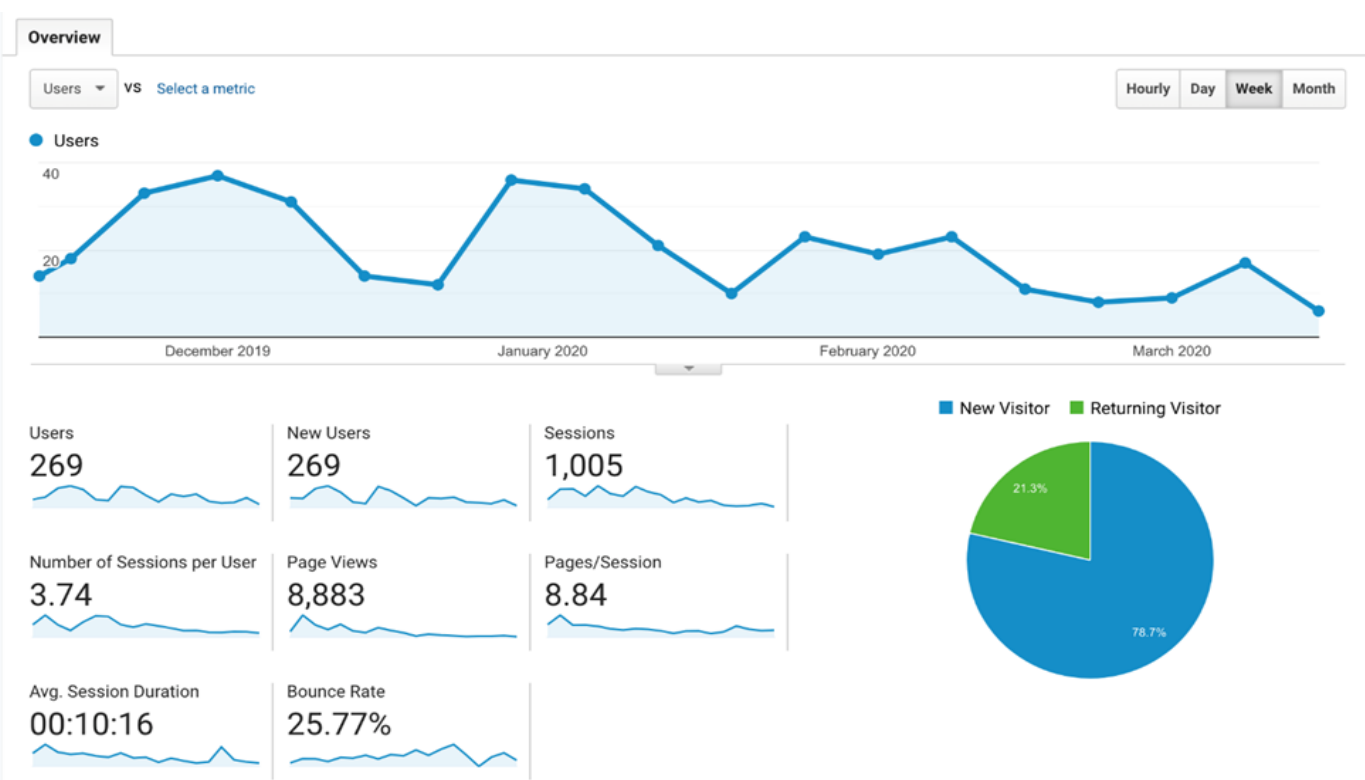 Overview
Users VS Select a metric
Hourly Day Week Month
Users
40
20
December 2019 January 2020 February 2020 March 2020
New Visitor Returning Visitor
Users
269
New Users
269
Sessions
1,005
21.3%
78.7%
Number of Sessions per User
3.74
Page Views
8,883
Pages/Session
8.84
Avg. Session Duration
00:10:16
Bounce Rate
25.77%